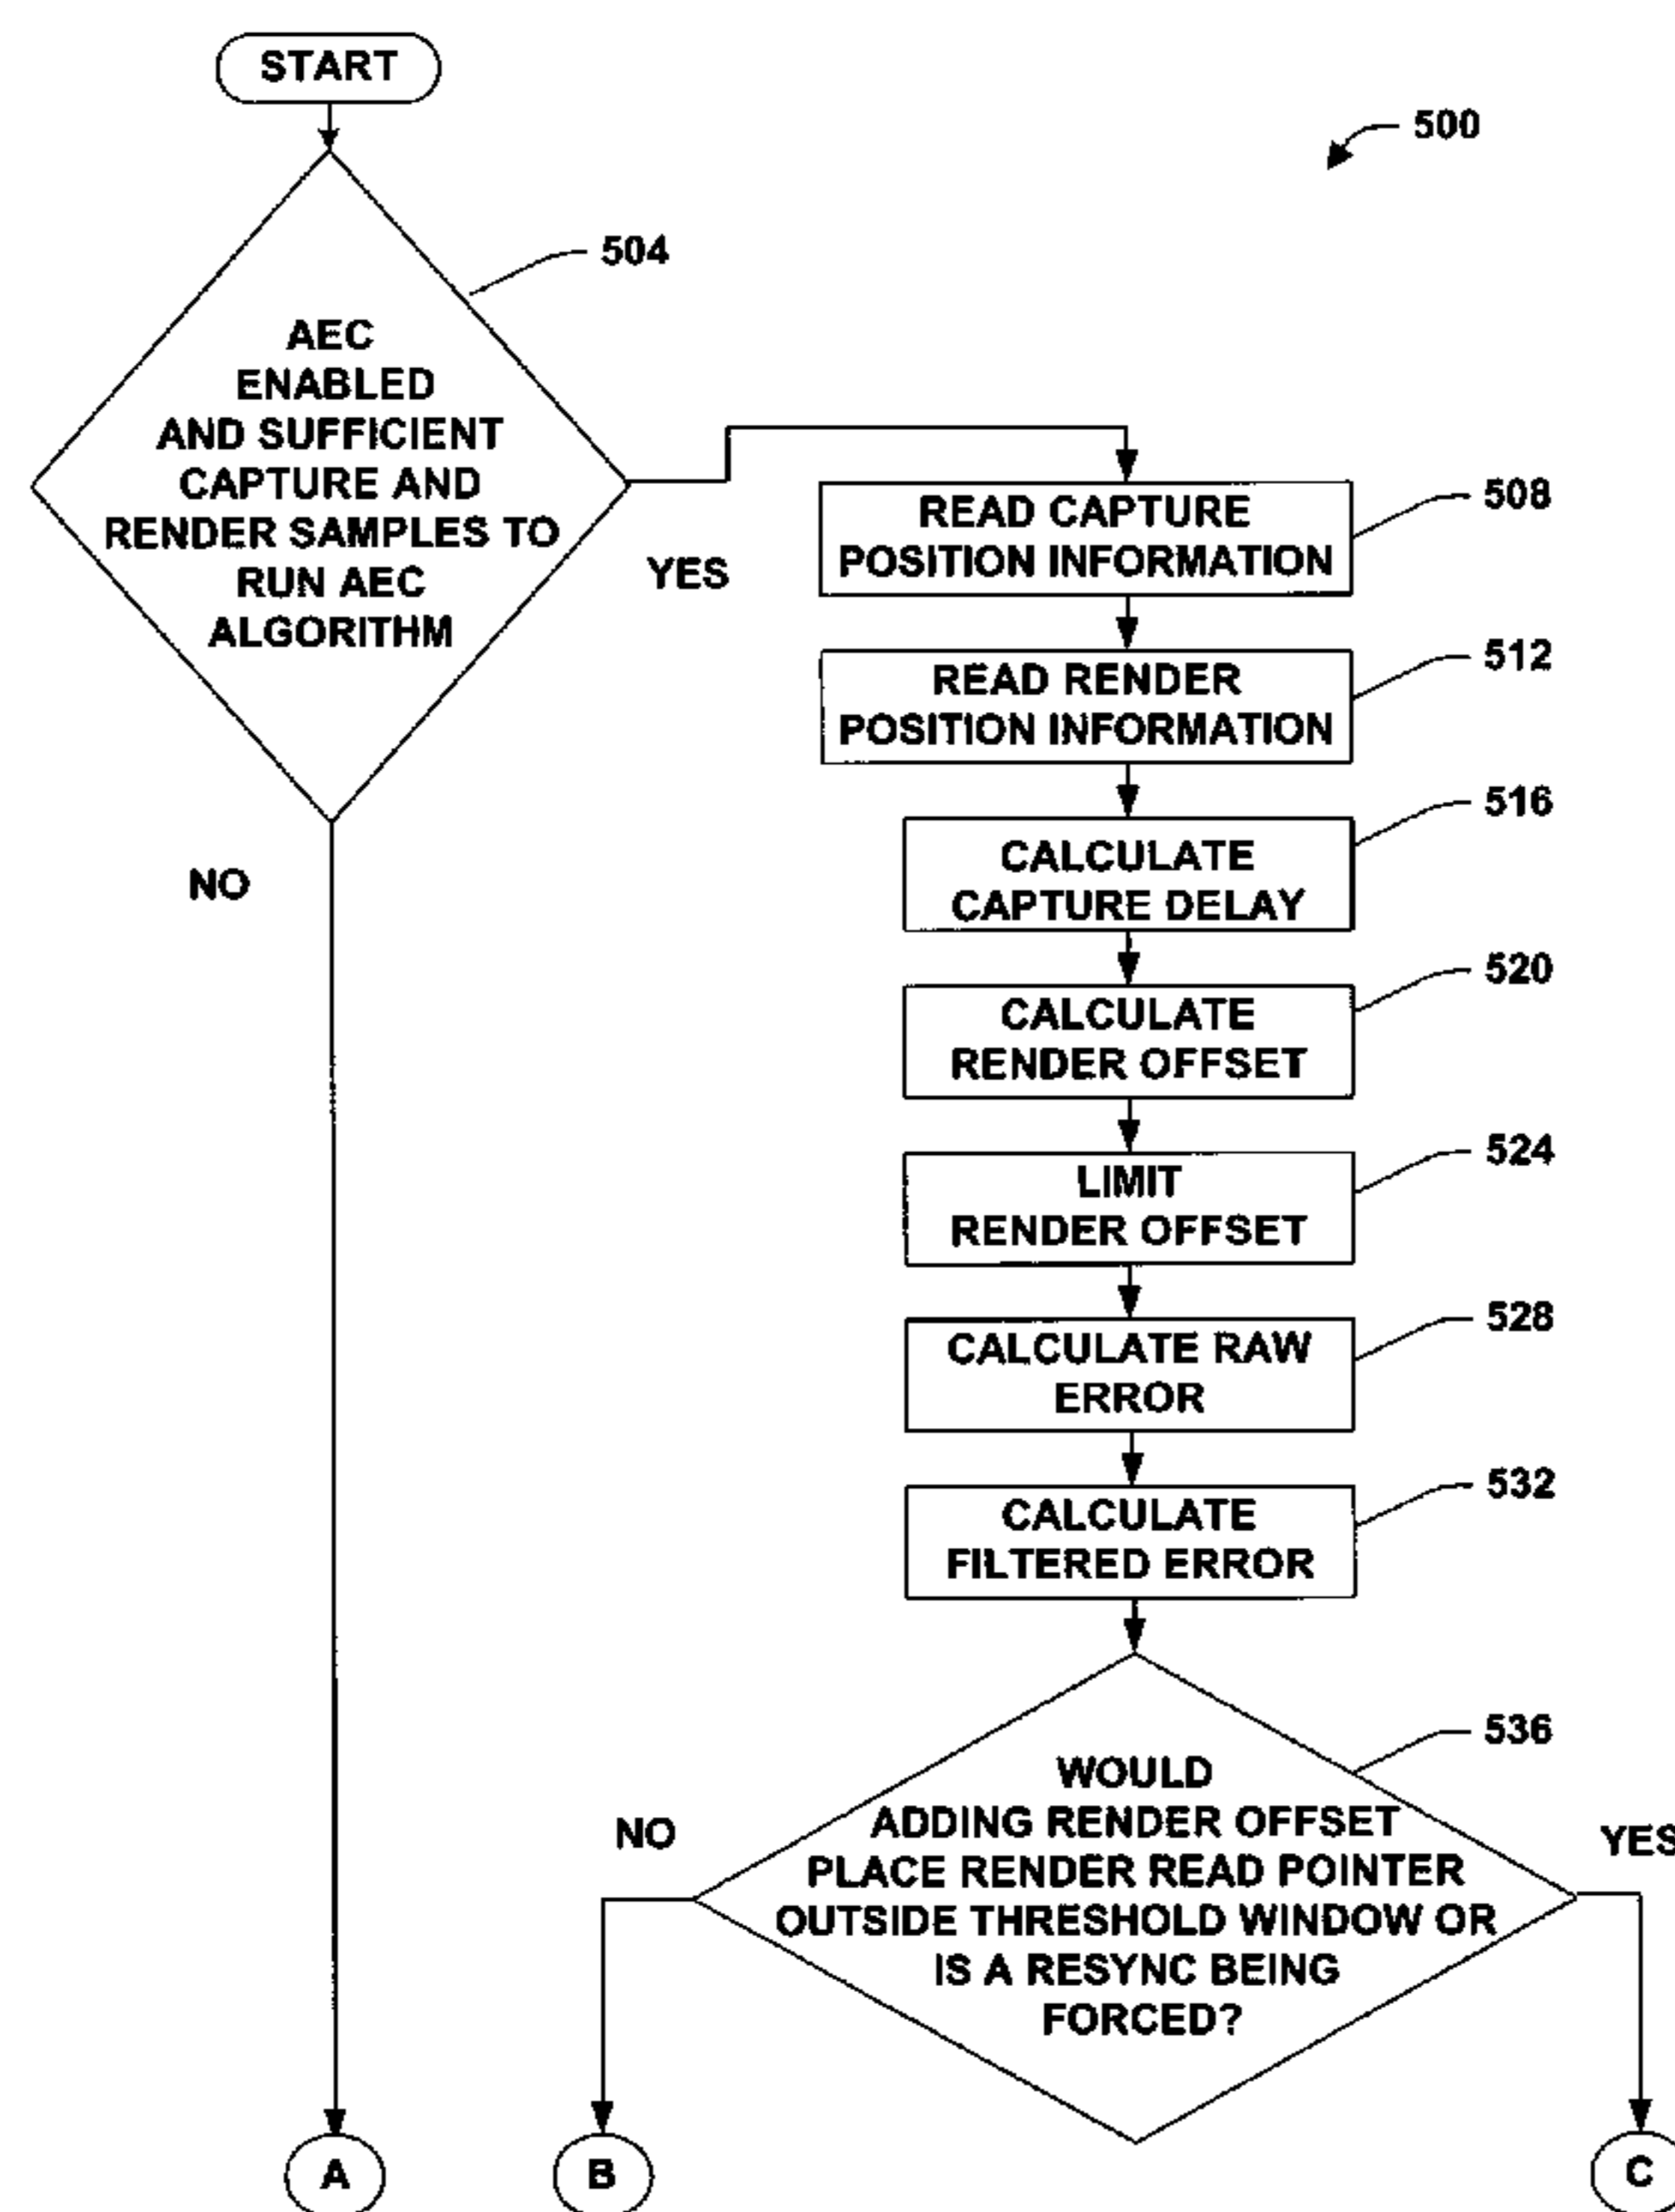 START
500
504
AEC
ENABLED
AND SUFFICIENT
CAPTURE AND
RENDER SAMPLES TO
RUN AEC
ALGORITHM
YES
NO
READ CAPTURE
POSITION INFORMATION
508
READ RENDER
POSITION INFORMATION
512
CALCULATE
CAPTURE DELAY
516
CALCULATE
RENDER OFFSET
520
LIMIT
RENDER OFFSET
524
CALCULATE RAW
ERROR
528
CALCULATE
FILTERED ERROR
532
WOULD
ADDING RENDER OFFSET
PLACE RENDER READ POINTER
OUTSIDE THRESHOLD WINDOW OR
IS A RESYNC BEING
FORCED?
536
NO
YES
A
B
C